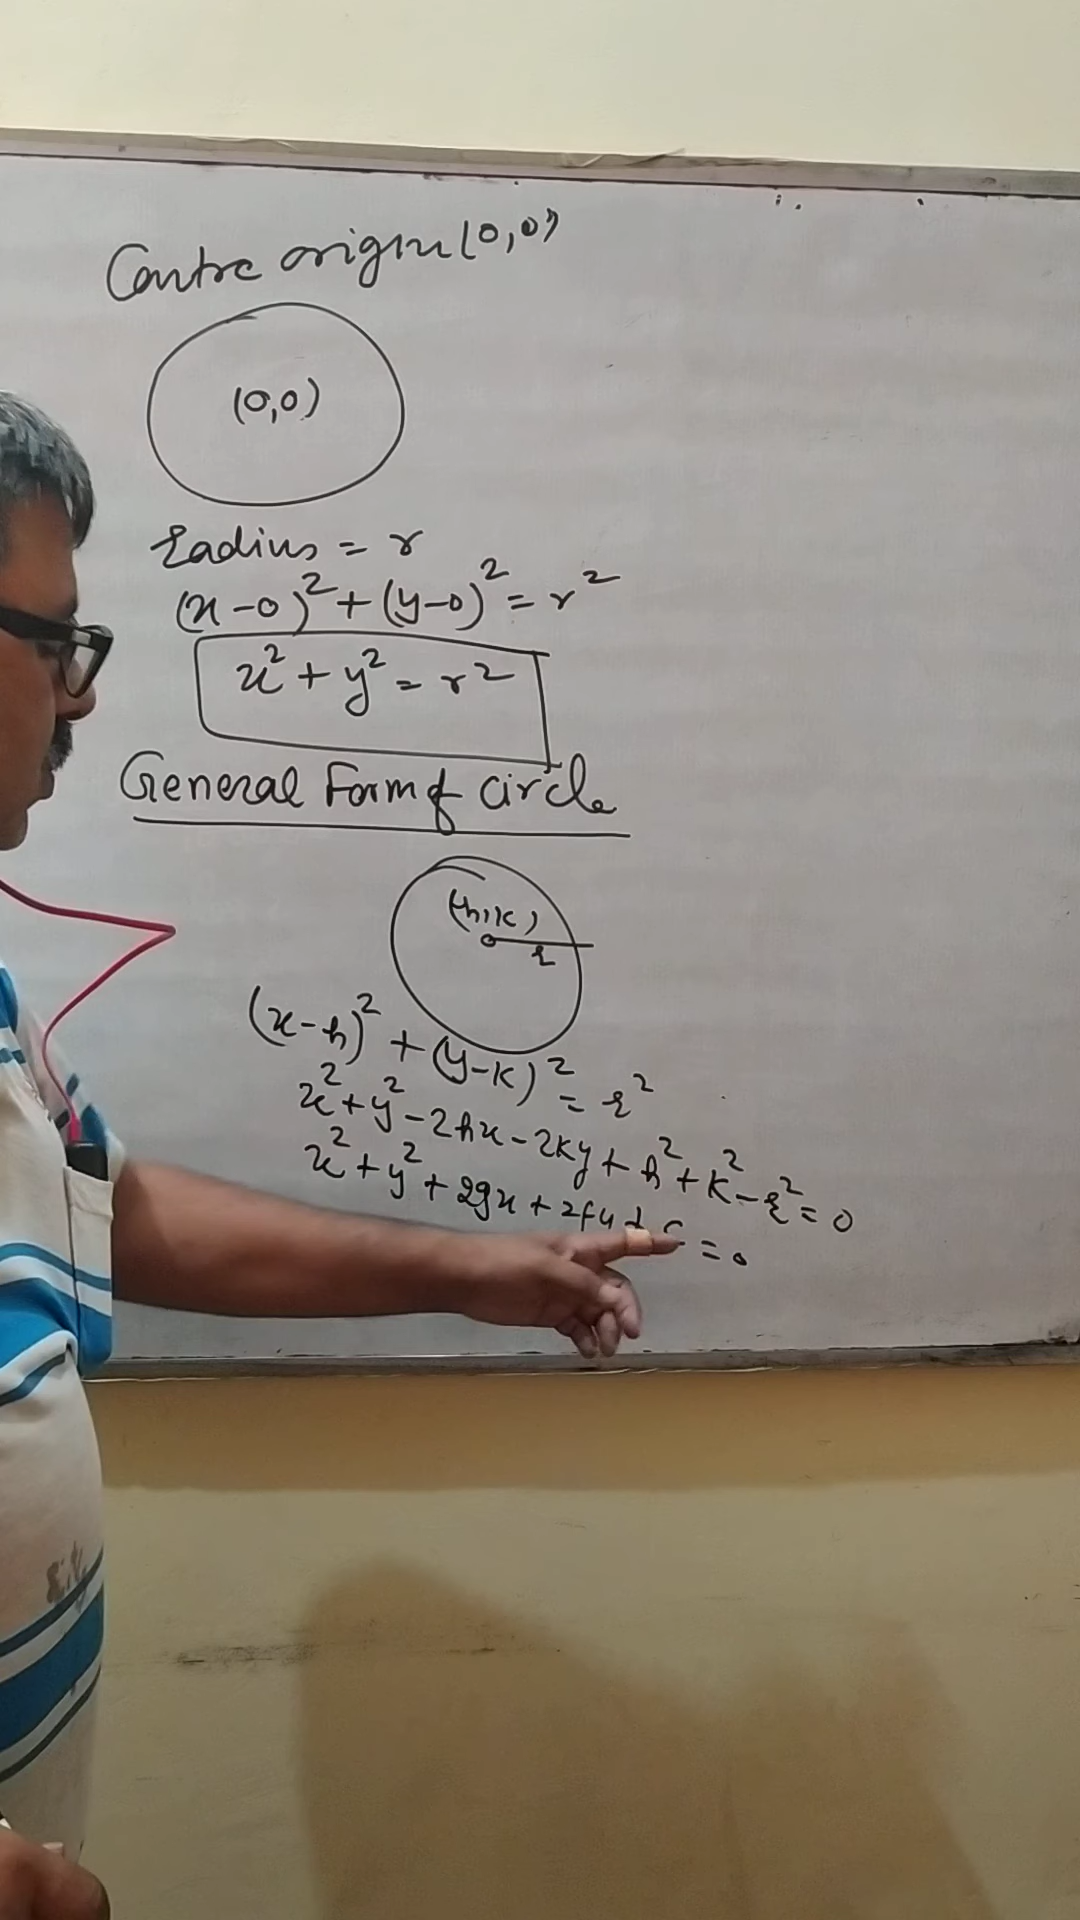 Centre origin (0,0)
(0,0)
radius = r
(x-0)² + (y-0)² = r²
x² + y² = r²
General Form of circle
(h,k)
r
(x-h)² + (y-k)² = r²
x² + y² - 2hx - 2ky + h² + k² - r² = 0
x² + y² + 2gx + 2fy + c = 0